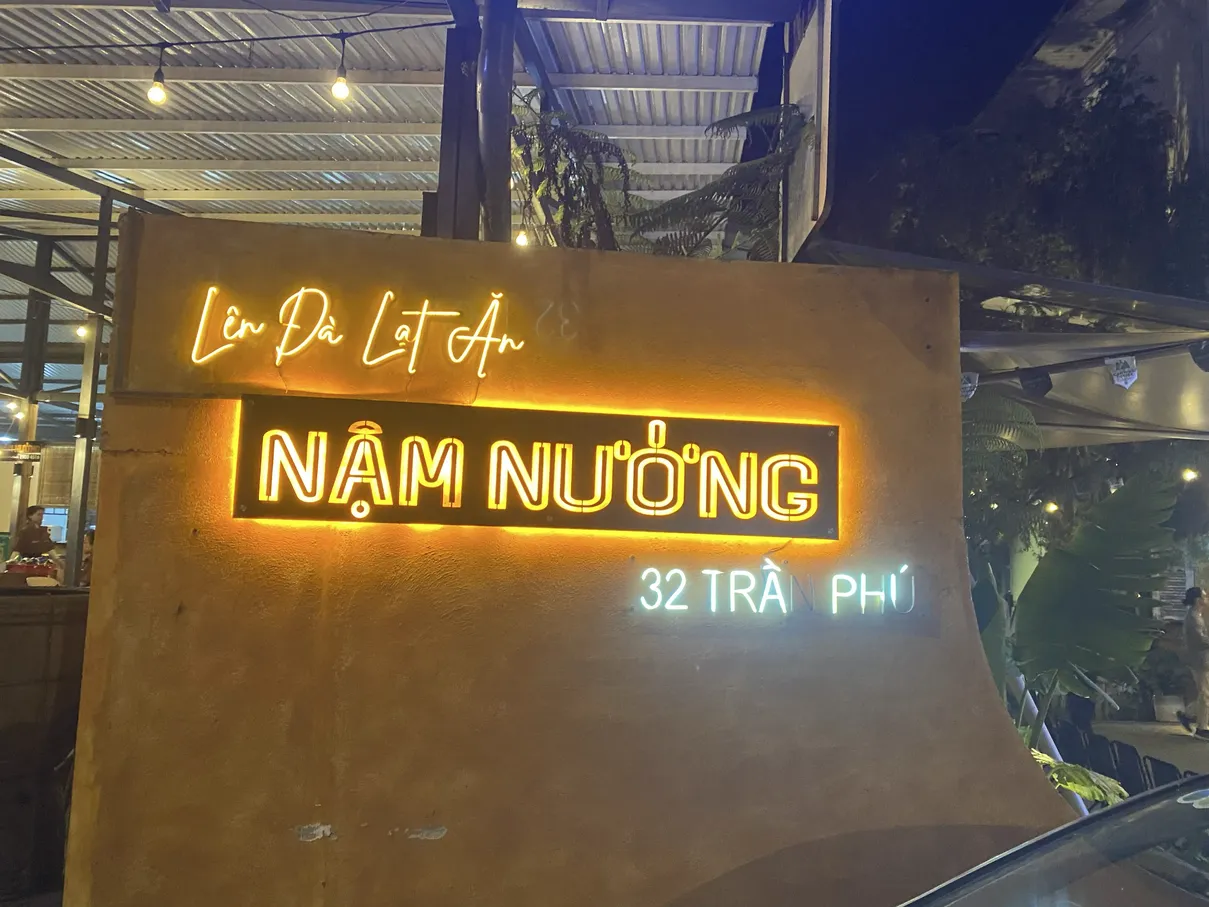 Lên Đà Lạt Ăn
NẬM NƯỚNG
32 TRẦN PHÚ